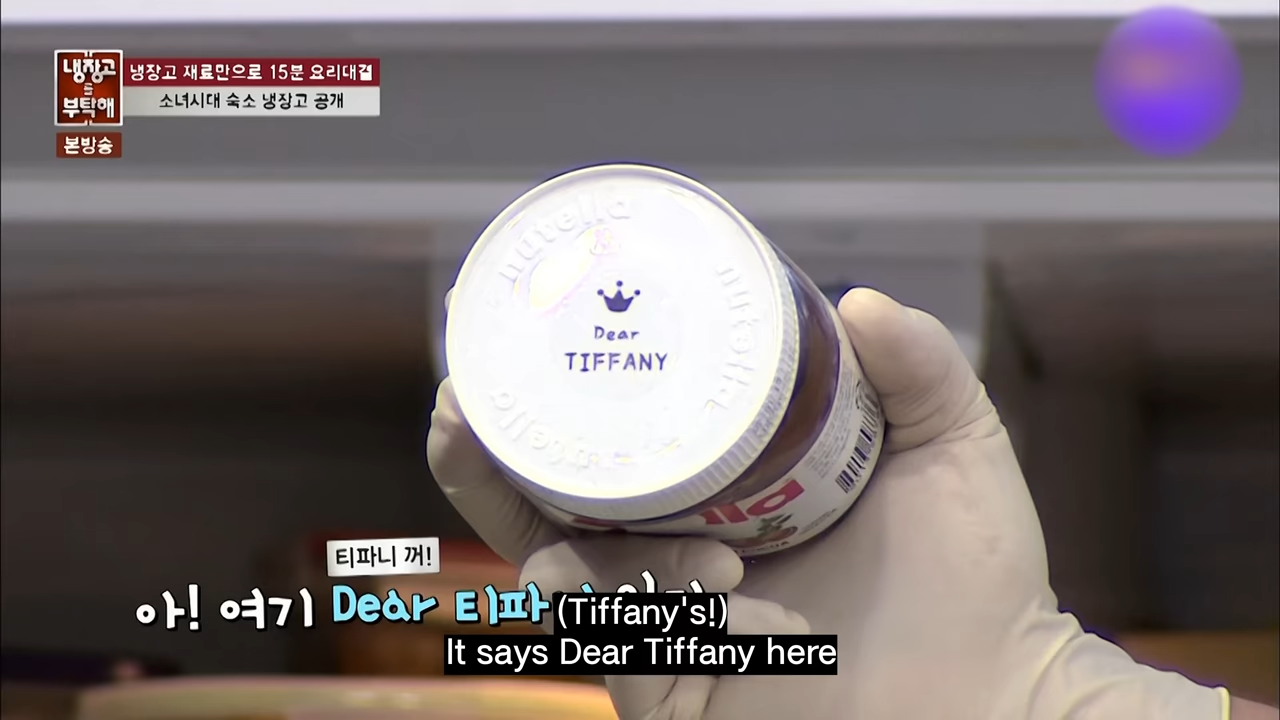 냉장고
를
부탁해
냉장고 재료만으로 15분 요리대결
소녀시대 숙소 냉장고 공개
본방송
nutella
nutella
nutella
Dear
TIFFANY
티파니 꺼!
아! 여기 Dear 티파
(Tiffany's!)
It says Dear Tiffany here